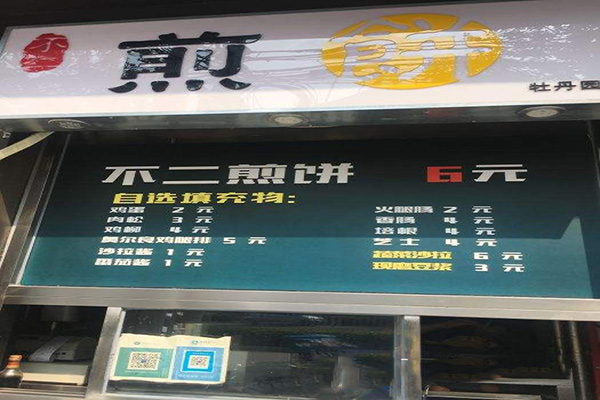 煎饼
牡丹园
不二煎饼 6元
自选填充物:
鸡蛋 2 元
肉松 3 元
鸡柳 4 元
奥尔良鸡腿排 5 元
沙拉酱 1 元
番茄酱 1 元
火腿肠 2 元
香肠 4 元
培根 4 元
芝士 4 元
蔬菜沙拉 6 元
现磨豆浆 3 元